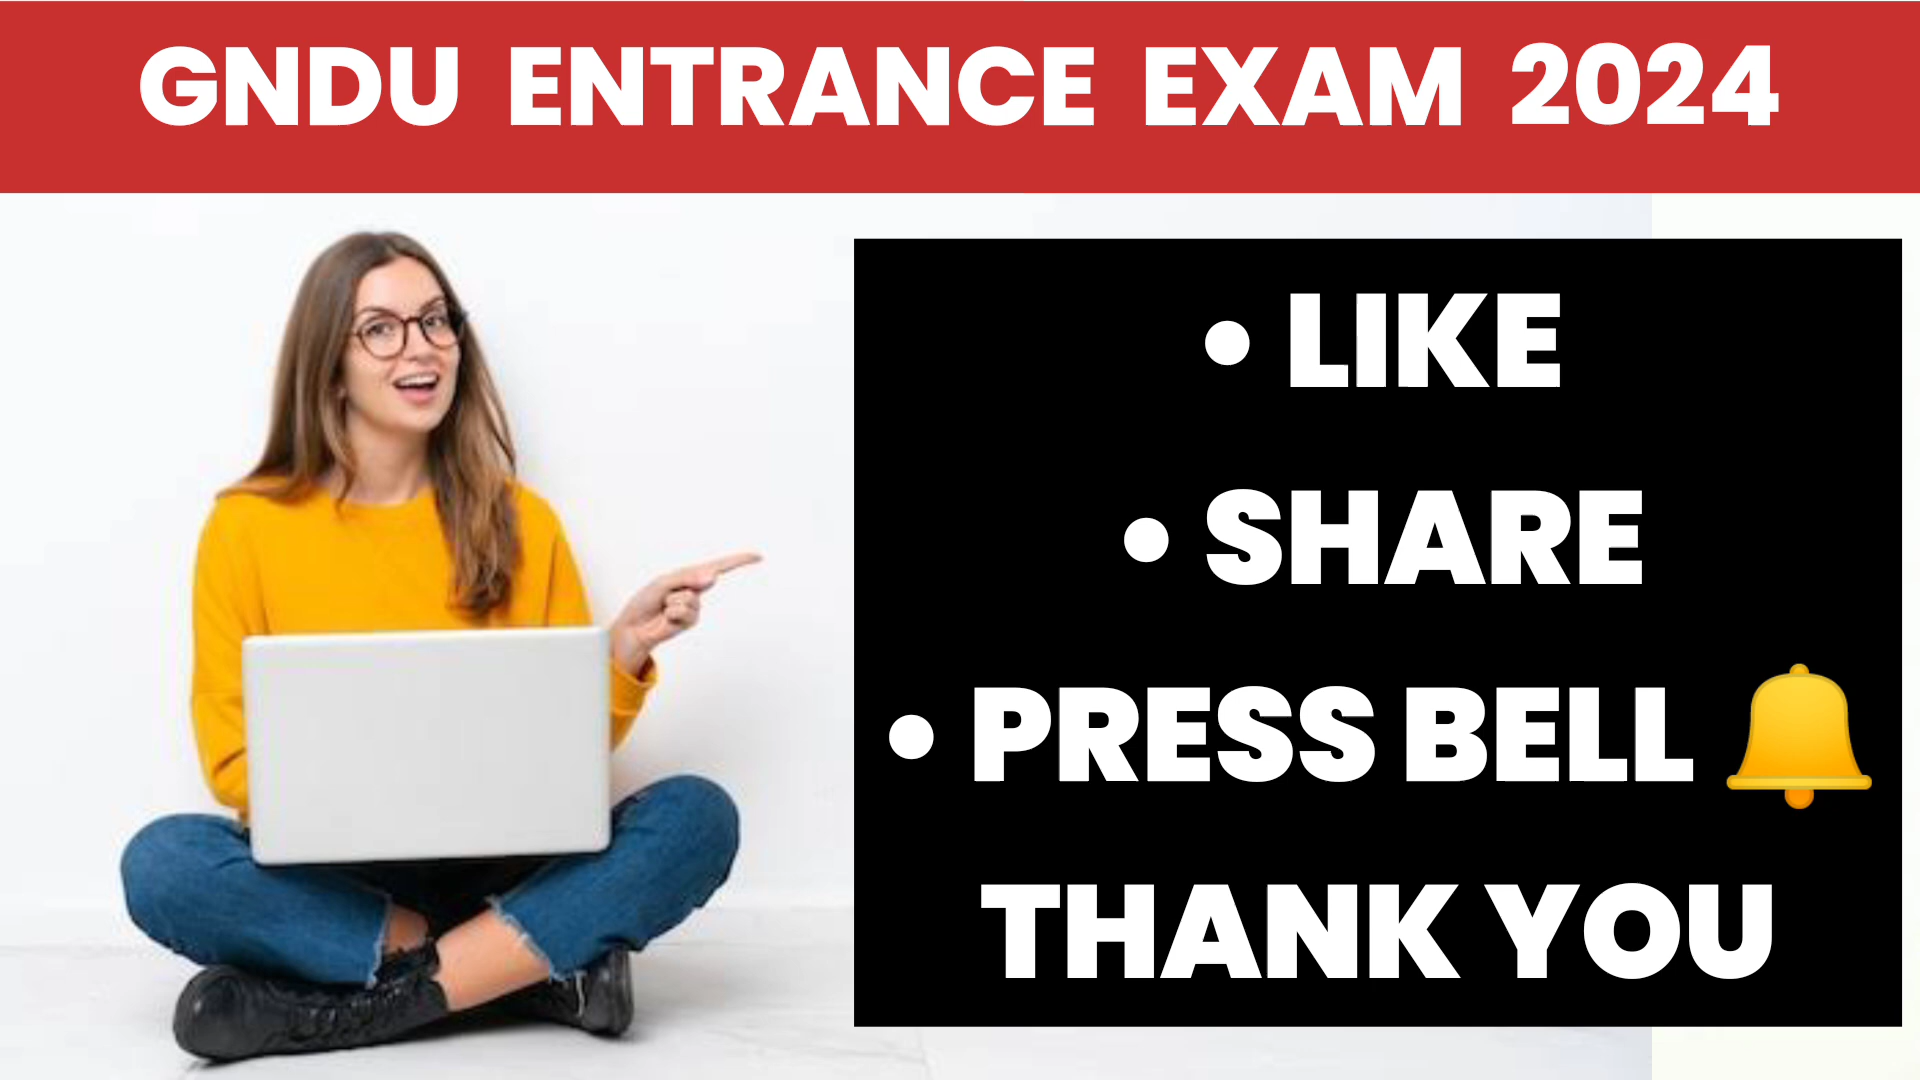 GNDU ENTRANCE EXAM 2024
• LIKE
• SHARE
• PRESS BELL 🔔
THANK YOU